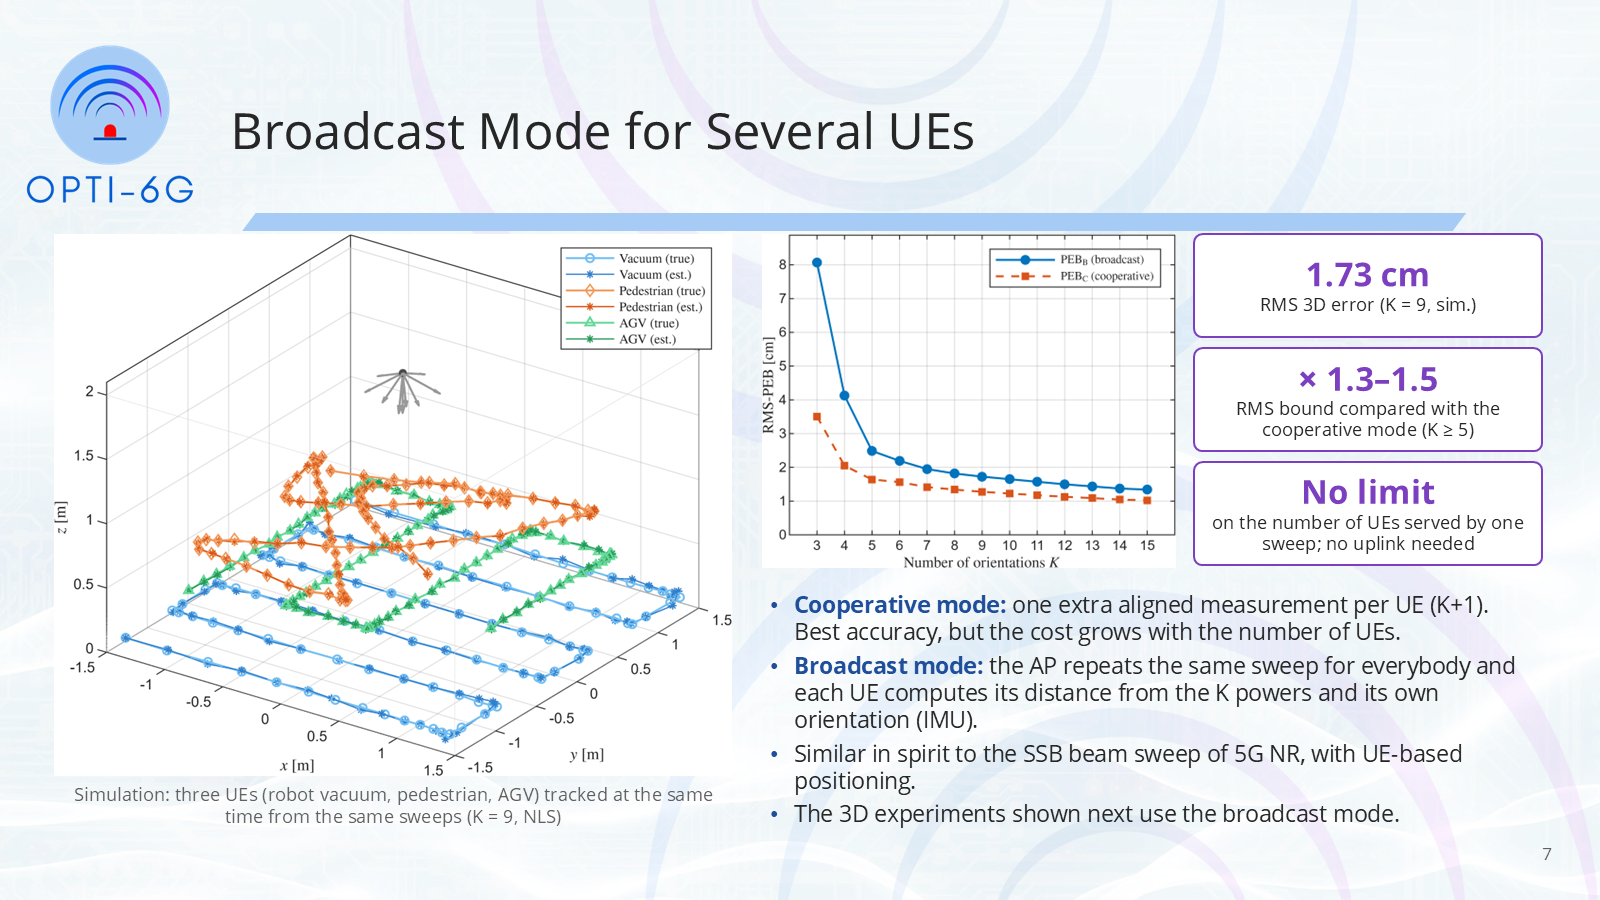 OPTI-6G
Broadcast Mode for Several UEs
Vacuum (true)
Vacuum (est.)
Pedestrian (true)
Pedestrian (est.)
AGV (true)
AGV (est.)
2
1.5
1
0.5
0
z [m]
-1.5
-1
-0.5
0
0.5
1
1.5
x [m]
-1.5
-1
-0.5
0
0.5
1
1.5
y [m]
Simulation: three UEs (robot vacuum, pedestrian, AGV) tracked at the same
time from the same sweeps (K = 9, NLS)
PEB_B (broadcast)
PEB_C (cooperative)
8
7
6
5
4
3
2
1
0
RMS-PEB [cm]
3 4 5 6 7 8 9 10 11 12 13 14 15
Number of orientations K
1.73 cm
RMS 3D error (K = 9, sim.)
× 1.3–1.5
RMS bound compared with the
cooperative mode (K ≥ 5)
No limit
on the number of UEs served by one
sweep; no uplink needed
• Cooperative mode: one extra aligned measurement per UE (K+1).
Best accuracy, but the cost grows with the number of UEs.
• Broadcast mode: the AP repeats the same sweep for everybody and
each UE computes its distance from the K powers and its own
orientation (IMU).
• Similar in spirit to the SSB beam sweep of 5G NR, with UE-based
positioning.
• The 3D experiments shown next use the broadcast mode.
7